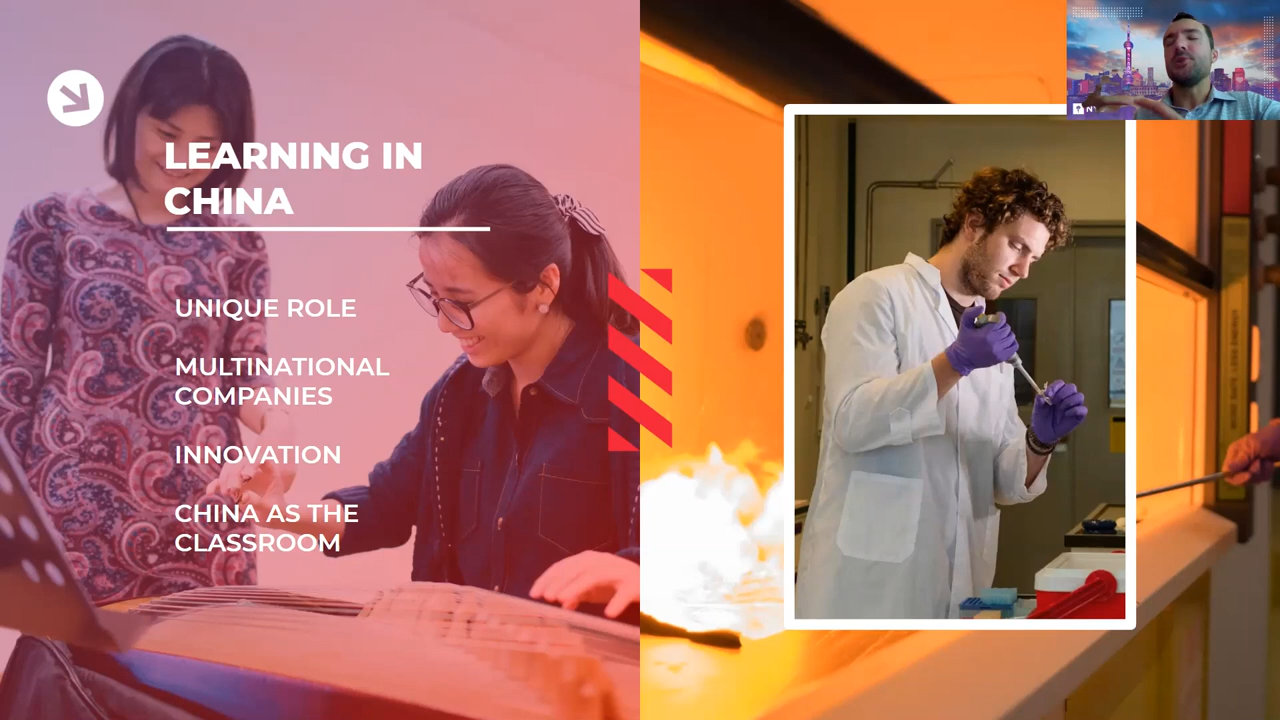 LEARNING IN
CHINA
UNIQUE ROLE
MULTINATIONAL
COMPANIES
INNOVATION
CHINA AS THE
CLASSROOM